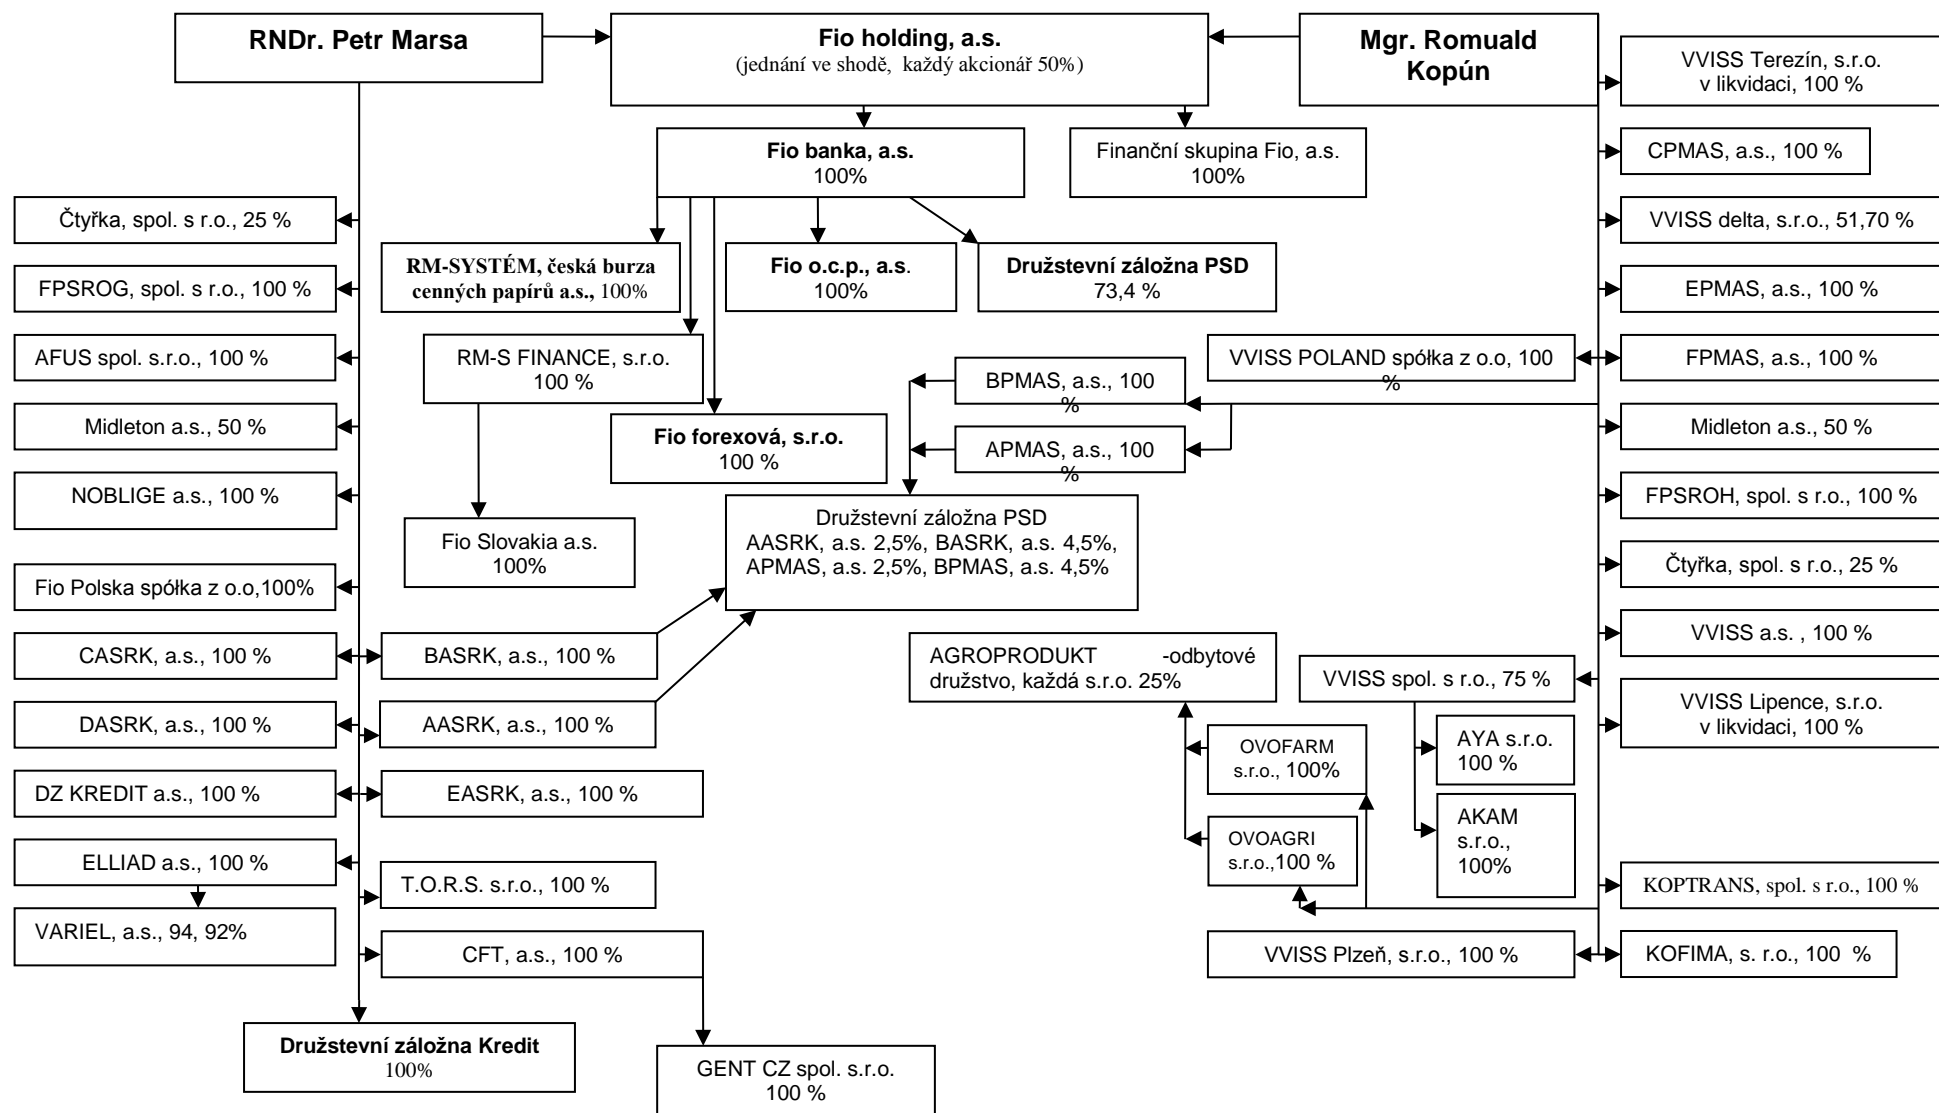 RNDr. Petr Marsa
Fio holding, a.s.
(jednání ve shodě, každý akcionář 50%)
Mgr. Romuald
Kopún
VVISS Terezín, s.r.o.
v likvidaci, 100 %
Fio banka, a.s.
100%
Finanční skupina Fio, a.s.
100%
CPMAS, a.s., 100 %
Čtyřka, spol. s r.o., 25 %
VVISS delta, s.r.o., 51,70 %
RM-SYSTÉM, česká burza
cenných papírů a.s., 100%
Fio o.c.p., a.s.
100%
Družstevní záložna PSD
73,4 %
FPSROG, spol. s r.o., 100 %
EPMAS, a.s., 100 %
AFUS spol. s.r.o., 100 %
RM-S FINANCE, s.r.o.
100 %
BPMAS, a.s., 100
%
VVISS POLAND spółka z o.o, 100
%
FPMAS, a.s., 100 %
Midleton a.s., 50 %
Fio forexová, s.r.o.
100 %
APMAS, a.s., 100
%
Midleton a.s., 50 %
NOBLIGE a.s., 100 %
FPSROH, spol. s r.o., 100 %
Fio Slovakia a.s.
100%
Družstevní záložna PSD
AASRK, a.s. 2,5%, BASRK, a.s. 4,5%,
APMAS, a.s. 2,5%, BPMAS, a.s. 4,5%
Čtyřka, spol. s r.o., 25 %
Fio Polska spółka z o.o,100%
CASRK, a.s., 100 %
BASRK, a.s., 100 %
AGROPRODUKT -odbytové
družstvo, každá s.r.o. 25%
VVISS spol. s r.o., 75 %
VVISS a.s. , 100 %
DASRK, a.s., 100 %
AASRK, a.s., 100 %
OVOFARM
s.r.o., 100%
AYA s.r.o.
100 %
VVISS Lipence, s.r.o.
v likvidaci, 100 %
DZ KREDIT a.s., 100 %
EASRK, a.s., 100 %
OVOAGRI
s.r.o.,100 %
AKAM
s.r.o.,
100%
ELLIAD a.s., 100 %
T.O.R.S. s.r.o., 100 %
KOPTRANS, spol. s r.o., 100 %
VARIEL, a.s., 94, 92%
CFT, a.s., 100 %
VVISS Plzeň, s.r.o., 100 %
KOFIMA, s. r.o., 100 %
Družstevní záložna Kredit
100%
GENT CZ spol. s.r.o.
100 %